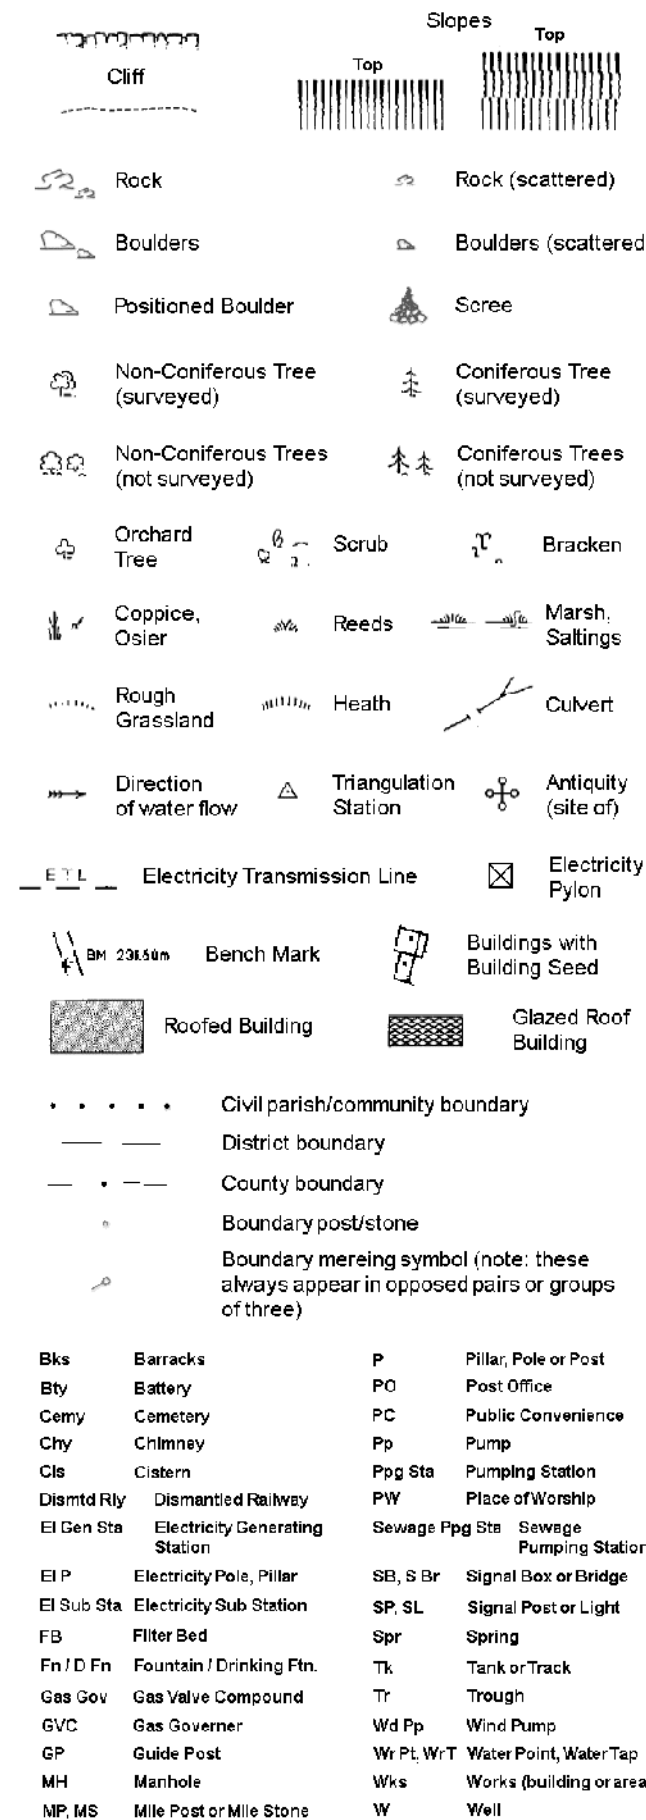 Slopes
Top
Top
Cliff
Rock
Rock (scattered)
Boulders
Boulders (scattered
Positioned Boulder
Scree
Non-Coniferous Tree
(surveyed)
Coniferous Tree
(surveyed)
Non-Coniferous Trees
(not surveyed)
Coniferous Trees
(not surveyed)
Orchard
Tree
Scrub
Bracken
Coppice,
Osier
Reeds
Marsh,
Saltings
Rough
Grassland
Heath
Culvert
Direction
of water flow
Triangulation
Station
Antiquity
(site of)
E T L
Electricity Transmission Line
Electricity
Pylon
BM
Bench Mark
Buildings with
Building Seed
Roofed Building
Glazed Roof
Building
Civil parish/community boundary
District boundary
County boundary
Boundary post/stone
Boundary mereing symbol (note: these
always appear in opposed pairs or groups
of three)
Bks Barracks
P Pillar, Pole or Post
Bty Battery
PO Post Office
Cemy Cemetery
PC Public Convenience
Chy Chimney
Pp Pump
Cis Cistern
Ppg Sta Pumping Station
Dismtd Rly Dismantled Railway
PW Place of Worship
El Gen Sta Electricity Generating
Station
Sewage Ppg Sta Sewage
Pumping Station
El P Electricity Pole, Pillar
SB, S Br Signal Box or Bridge
El Sub Sta Electricity Sub Station
SP, SL Signal Post or Light
FB Filter Bed
Spr Spring
Fn / D Fn Fountain / Drinking Ftn.
Tk Tank or Track
Gas Gov Gas Valve Compound
Tr Trough
GVC Gas Governer
Wd Pp Wind Pump
GP Guide Post
Wr Pt, Wr T Water Point, Water Tap
MH Manhole
Wks Works (building or area
MP, MS Mile Post or Mile Stone
W Well